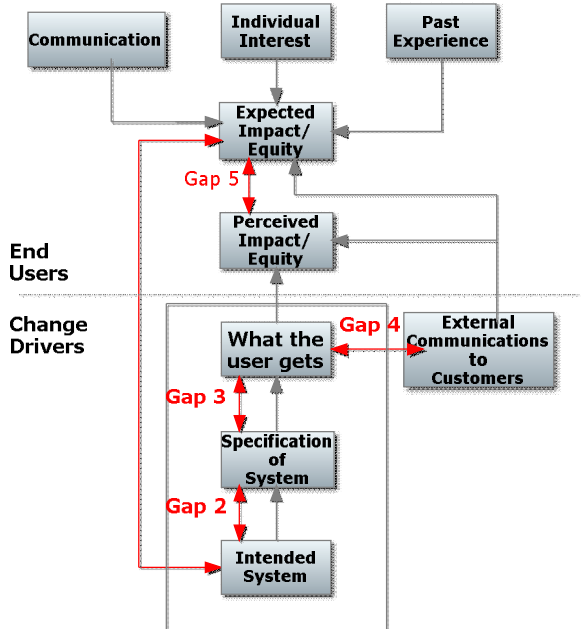 Communication
Individual
Interest
Past
Experience
Expected
Impact/
Equity
Gap 5
Perceived
Impact/
Equity
End
Users
Change
Drivers
What the
user gets
Gap 4
External
Communications
to
Customers
Gap 3
Specification
of
System
Gap 2
Intended
System